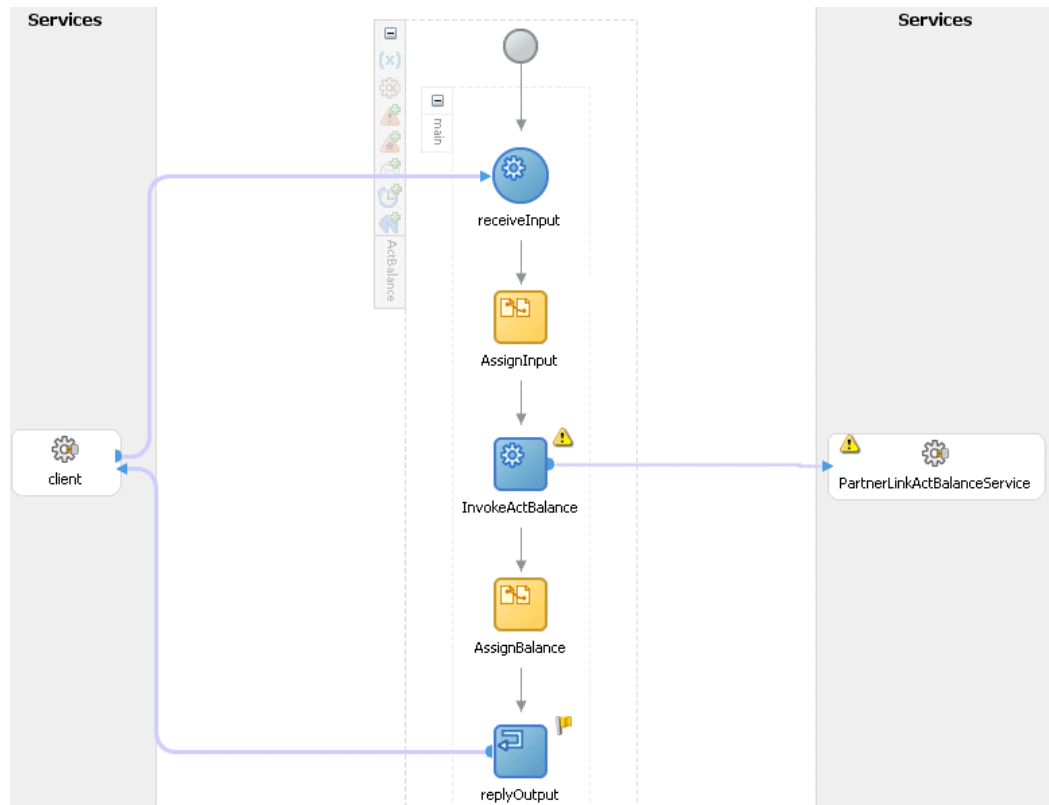 Services
Services
main
receiveInput
ActBalance
AssignInput
client
InvokeActBalance
PartnerLinkActBalanceService
AssignBalance
replyOutput